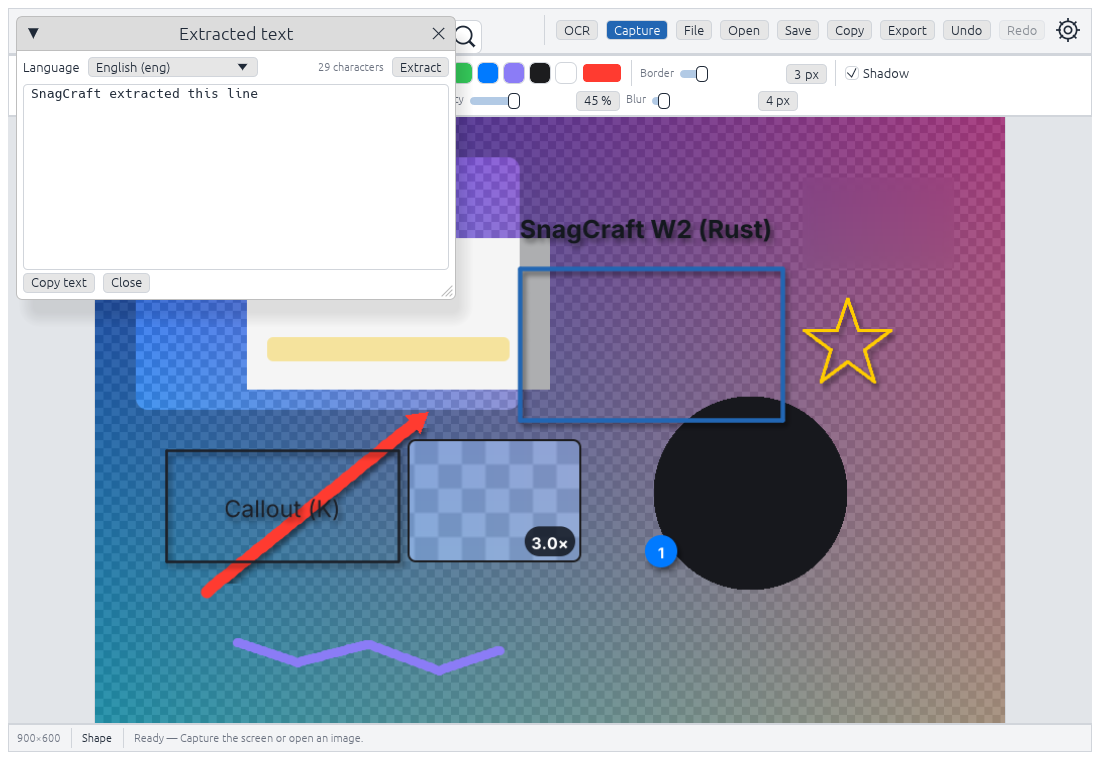 Extracted text
OCR Capture File Open Save Copy Export Undo Redo
Language English (eng) 29 characters Extract
Border 3 px Shadow
cy 45 % Blur 4 px
SnagCraft extracted this line
Copy text Close
SnagCraft W2 (Rust)
Callout (K)
3.0×
1
900×600 Shape Ready — Capture the screen or open an image.